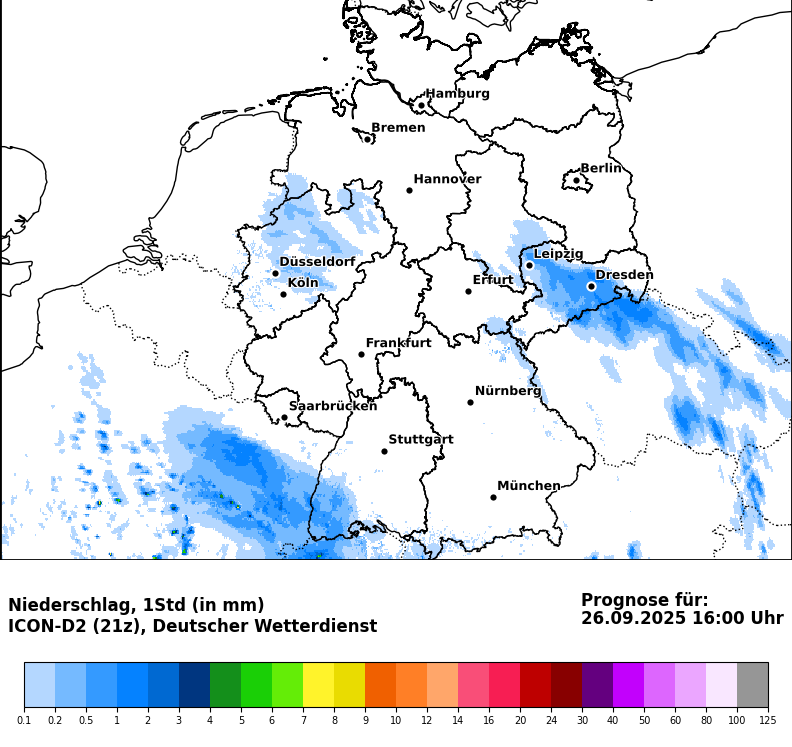 Hamburg
Bremen
Berlin
Hannover
Leipzig
Düsseldorf
Dresden
Köln
Erfurt
Frankfurt
Nürnberg
Saarbrücken
Stuttgart
München
Niederschlag, 1Std (in mm)
ICON-D2 (21z), Deutscher Wetterdienst
Prognose für:
26.09.2025 16:00 Uhr
0.1 0.2 0.5 1 2 3 4 5 6 7 8 9 10 12 14 16 20 24 30 40 50 60 80 100 125